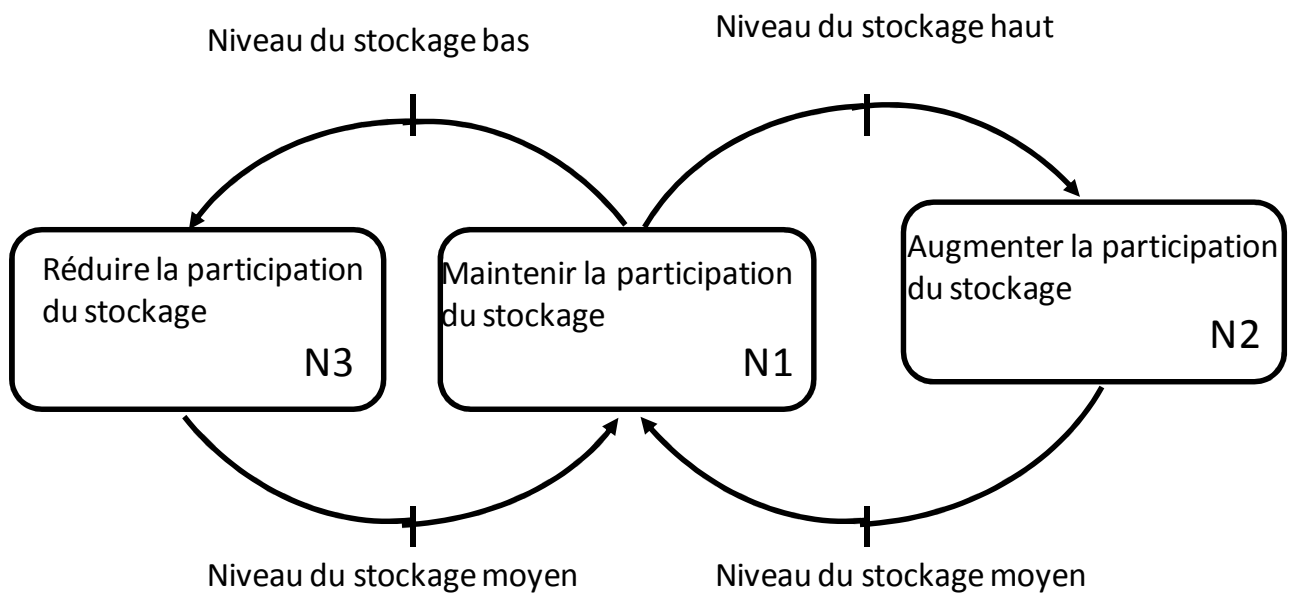 Niveau du stockage bas
Niveau du stockage haut
Réduire la participation
du stockage
N3
Maintenir la participation
du stockage
N1
Augmenter la participation
du stockage
N2
Niveau du stockage moyen
Niveau du stockage moyen